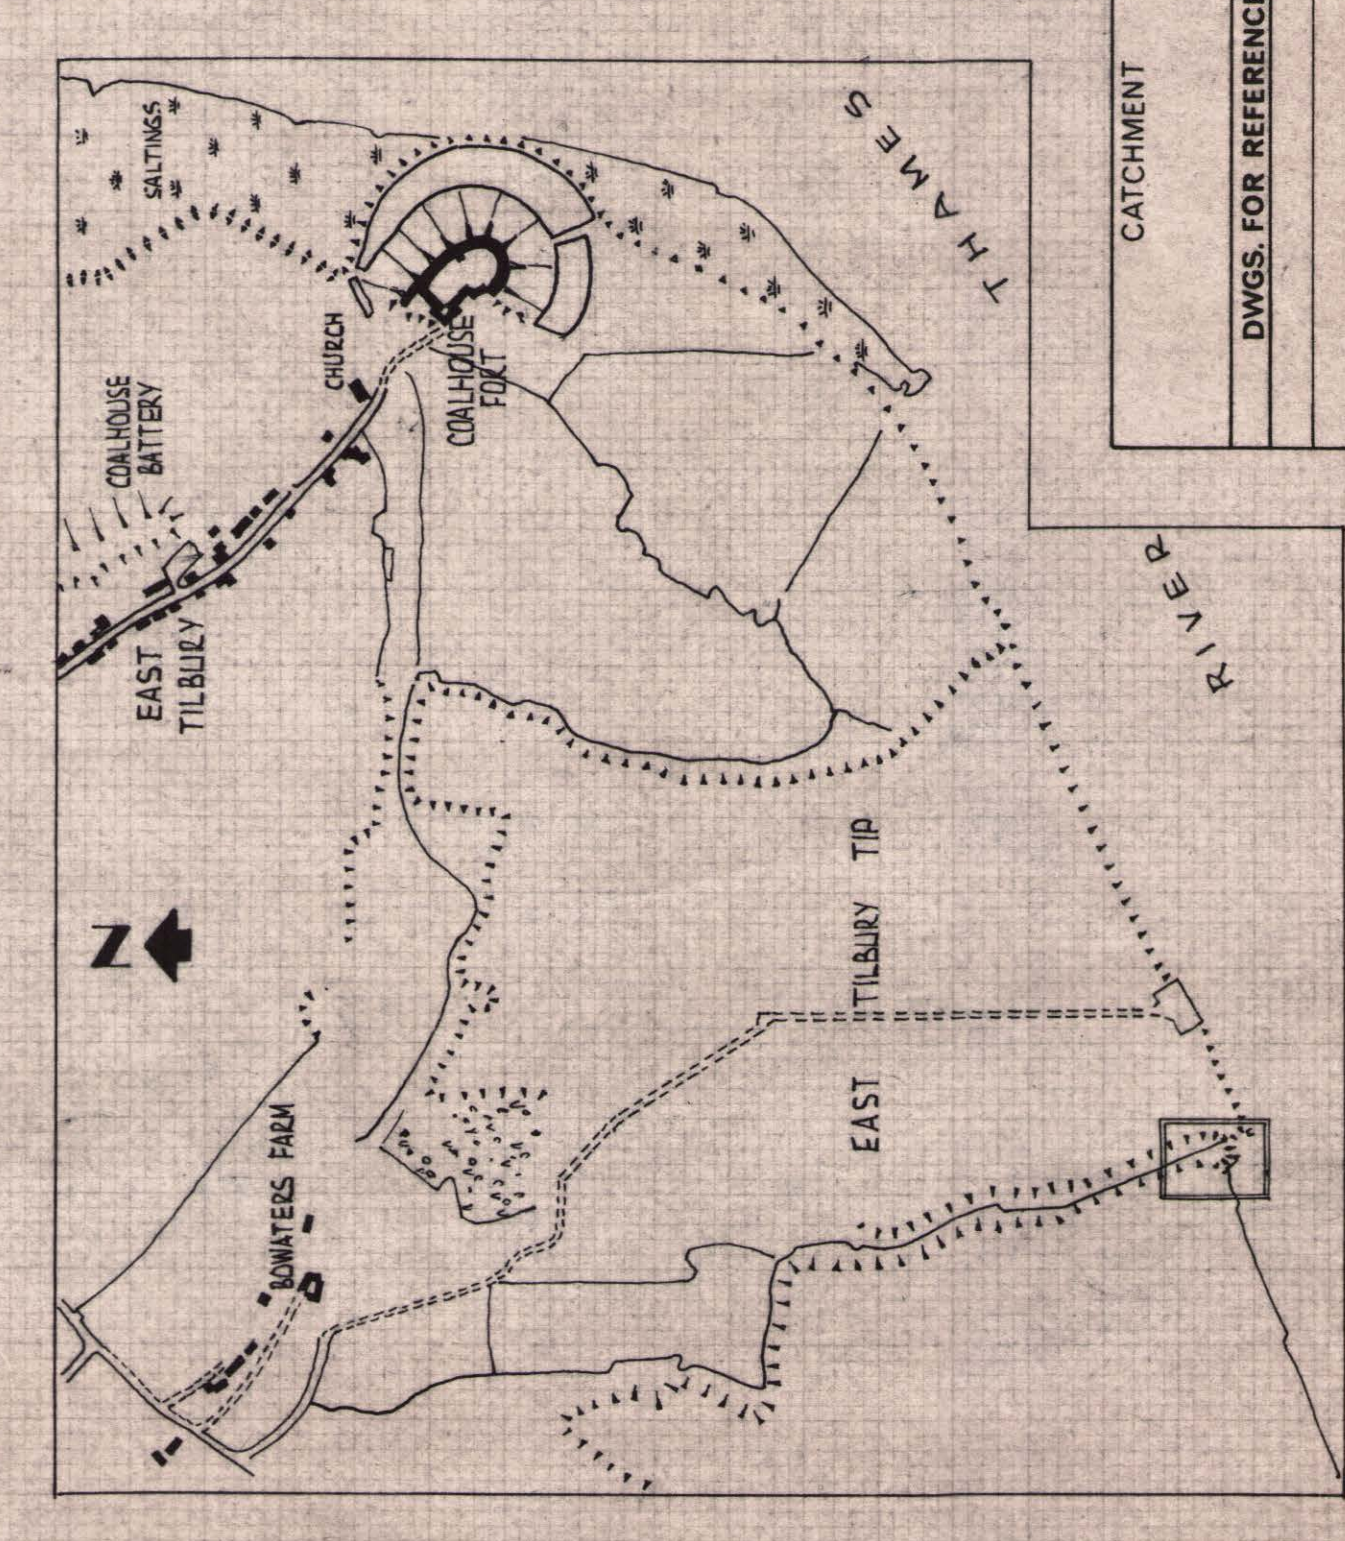 SALTINGS
COALHOUSE
BATTERY
CHURCH
COALHOUSE
FORT
EAST
TILBURY
N
BOWATERS FARM
EAST TILBURY TIP
RIVER THAMES
CATCHMENT
DWGS. FOR REFERENC